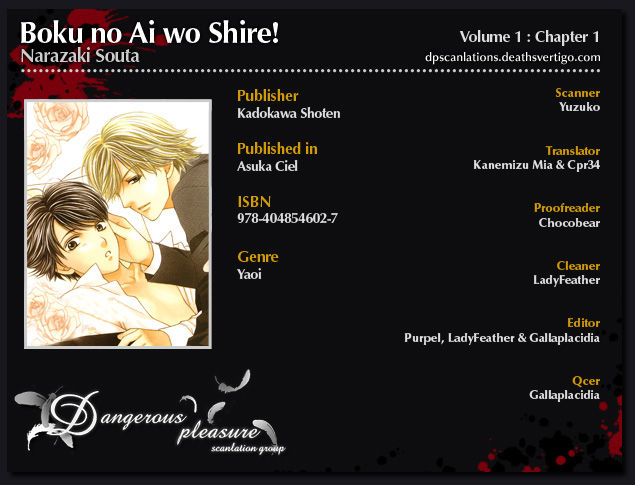 Boku no Ai wo Shire!
Narazaki Souta
Volume 1 : Chapter 1
dpscanlations.deathsvertigo.com
Publisher
Kadokawa Shoten
Published in
Asuka Ciel
ISBN
978-404854602-7
Genre
Yaoi
Scanner
Yuzuko
Translator
Kanemizu Mia & Cpr34
Proofreader
Chocobear
Cleaner
LadyFeather
Editor
Purpel, LadyFeather & Gallaplacidia
Qcer
Gallaplacidia
Dangerous
pleasure
scanlation group